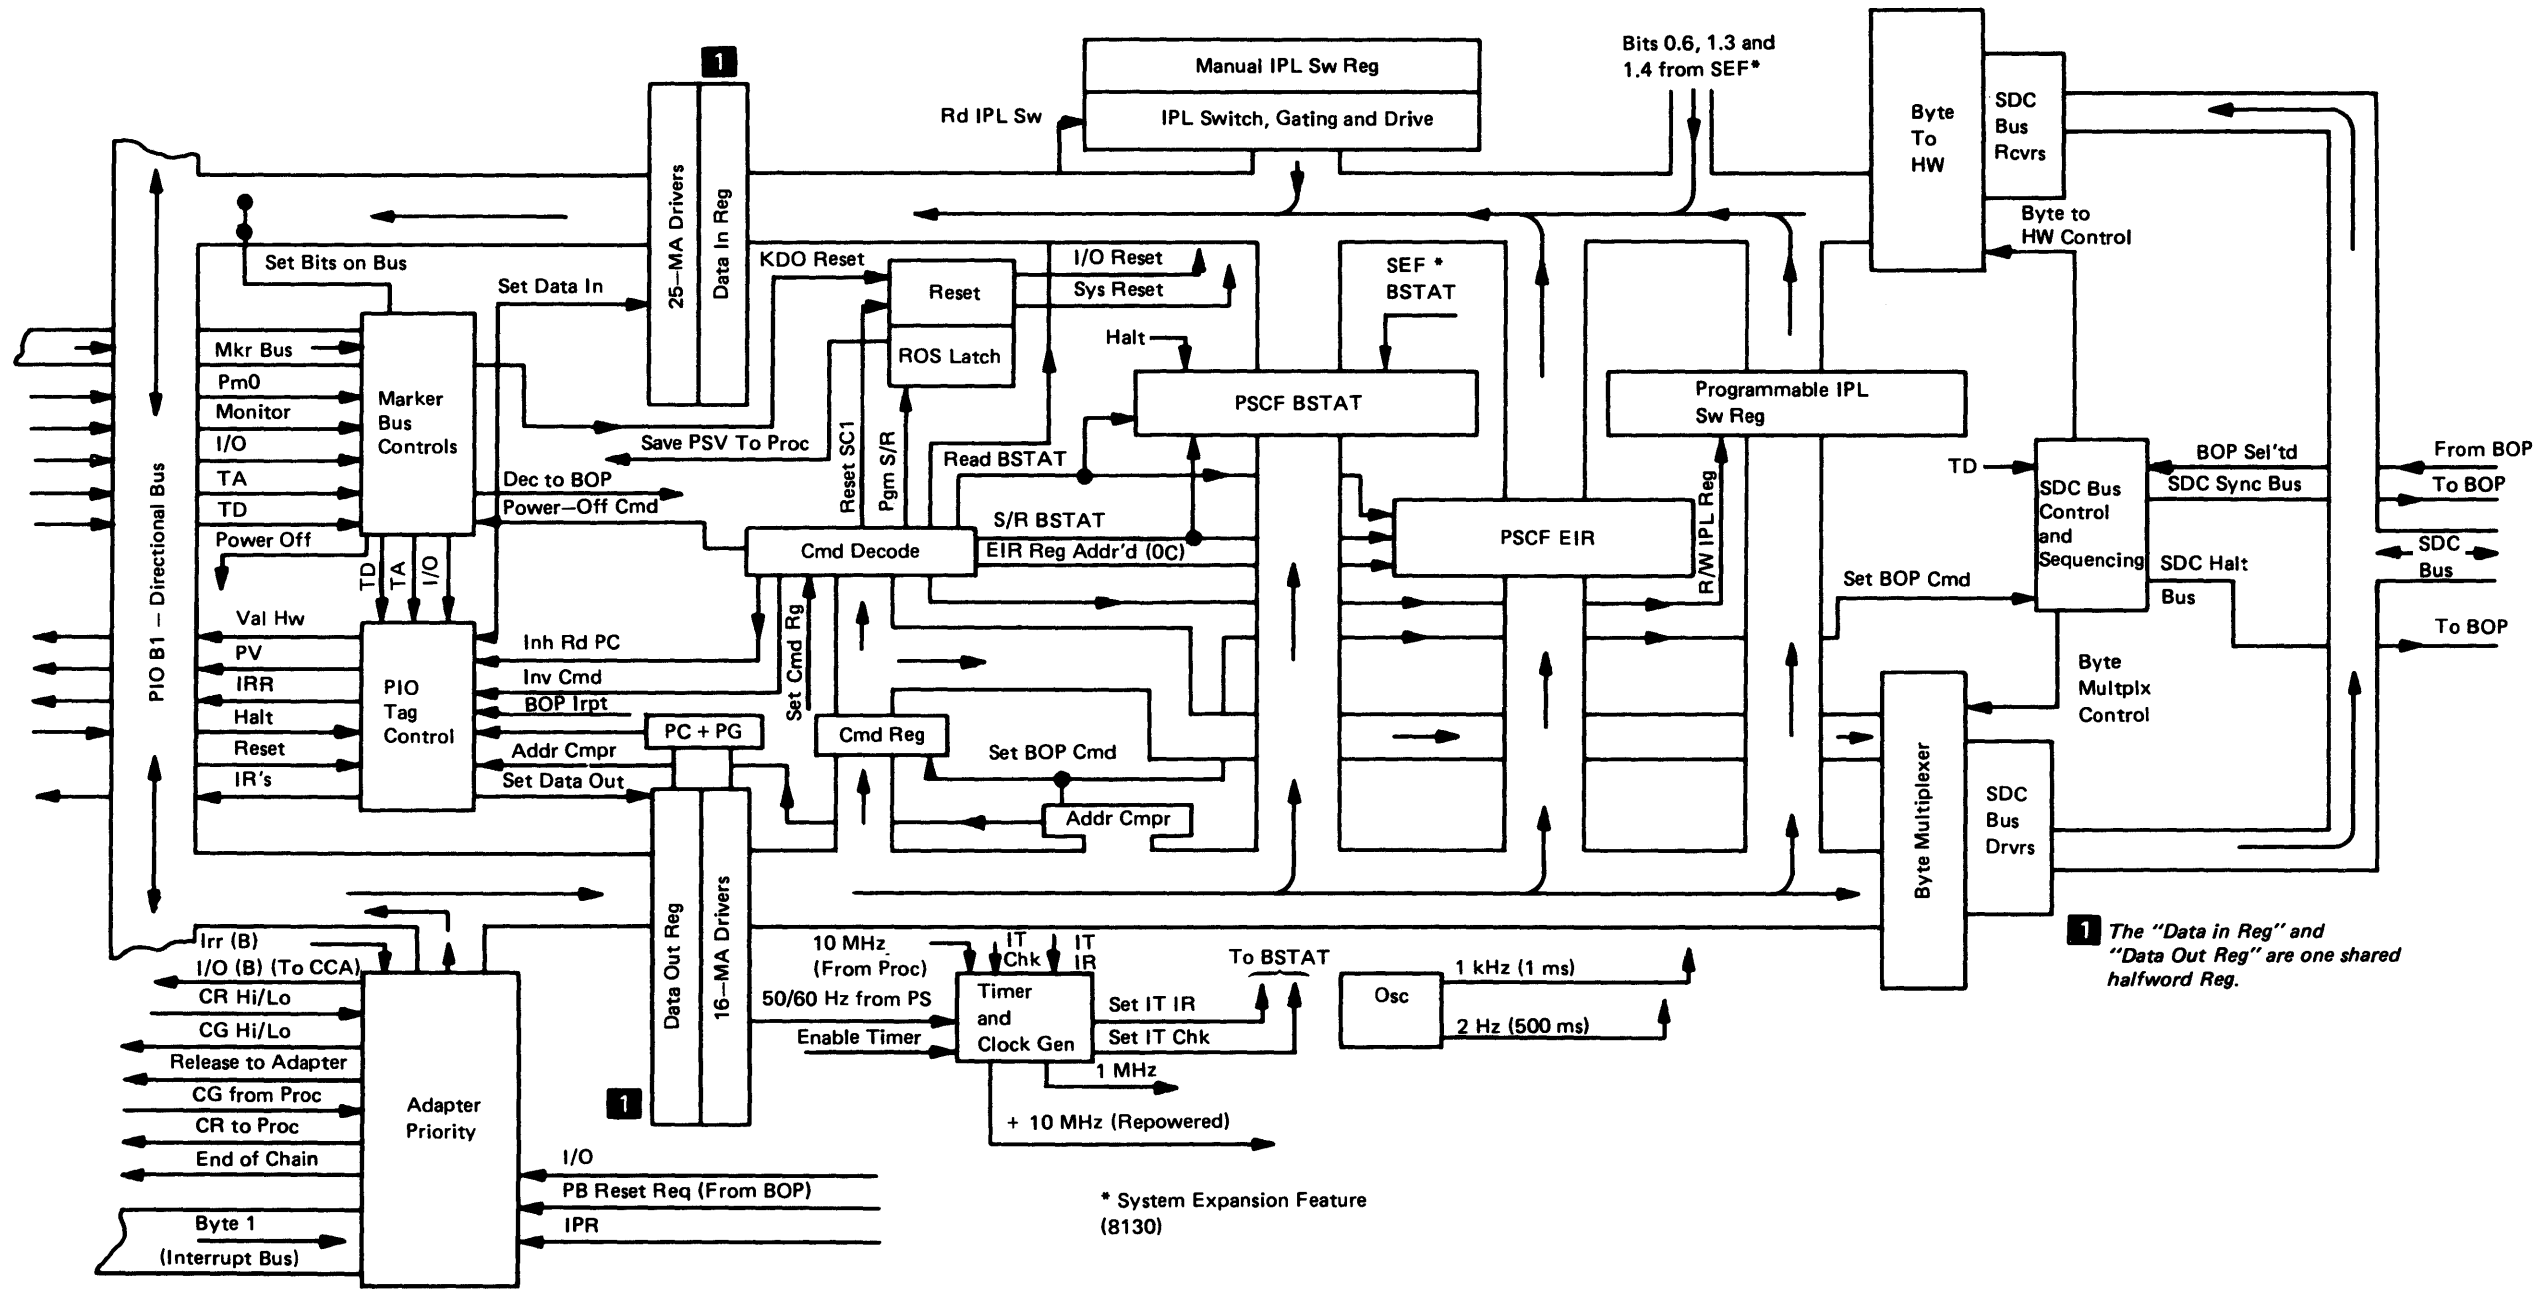 1
Manual IPL Sw Reg
IPL Switch, Gating and Drive
Rd IPL Sw
Bits 0.6, 1.3 and
1.4 from SEF*
Byte
To
HW
SDC
Bus
Rcvrs
Byte to
HW Control
25—MA Drivers
Data In Reg
PIO B1 — Directional Bus
Set Bits on Bus
Set Data In
KDO Reset
Reset
ROS Latch
I/O Reset
Sys Reset
SEF *
BSTAT
Halt
PSCF BSTAT
Programmable IPL
Sw Reg
Mkr Bus
Pm0
Monitor
I/O
TA
TD
Power Off
Marker
Bus
Controls
Save PSV To Proc
Dec to BOP
Power—Off Cmd
Reset SC1
Pgm S/R
Read BSTAT
S/R BSTAT
EIR Reg Addr'd (0C)
Cmd Decode
PSCF EIR
R/W IPL Reg
TD
SDC Bus
Control
and
Sequencing
BOP Sel'td
SDC Sync Bus
SDC Halt
Bus
From BOP
To BOP
SDC
Bus
To BOP
Set BOP Cmd
Byte
Multplx
Control
TD
TA
I/O
Val Hw
PV
IRR
Halt
Reset
IR's
PIO
Tag
Control
Inh Rd PC
Inv Cmd
BOP Irpt
Addr Cmpr
Set Data Out
PC + PG
Set Cmd Rg
Cmd Reg
Set BOP Cmd
Addr Cmpr
Byte Multiplexer
SDC
Bus
Drvrs
Data Out Reg
16—MA Drivers
1
Irr (B)
I/O (B) (To CCA)
CR Hi/Lo
CG Hi/Lo
Release to Adapter
CG from Proc
CR to Proc
End of Chain
Byte 1
(Interrupt Bus)
Adapter
Priority
I/O
PB Reset Req (From BOP)
IPR
10 MHz
(From Proc)
IT
Chk
IT
IR
50/60 Hz from PS
Enable Timer
Timer
and
Clock Gen
Set IT IR
Set IT Chk
To BSTAT
1 MHz
+ 10 MHz (Repowered)
Osc
1 kHz (1 ms)
2 Hz (500 ms)
1 The "Data in Reg" and
"Data Out Reg" are one shared
halfword Reg.
* System Expansion Feature
(8130)